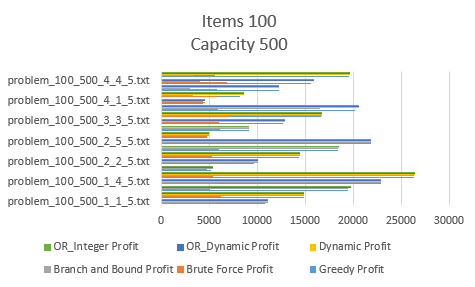 Items 100
Capacity 500
problem_100_500_4_4_5.txt
problem_100_500_4_1_5.txt
problem_100_500_3_3_5.txt
problem_100_500_2_5_5.txt
problem_100_500_2_2_5.txt
problem_100_500_1_4_5.txt
problem_100_500_1_1_5.txt
0 5000 10000 15000 20000 25000 30000
OR_Integer Profit OR_Dynamic Profit Dynamic Profit
Branch and Bound Profit Brute Force Profit Greedy Profit